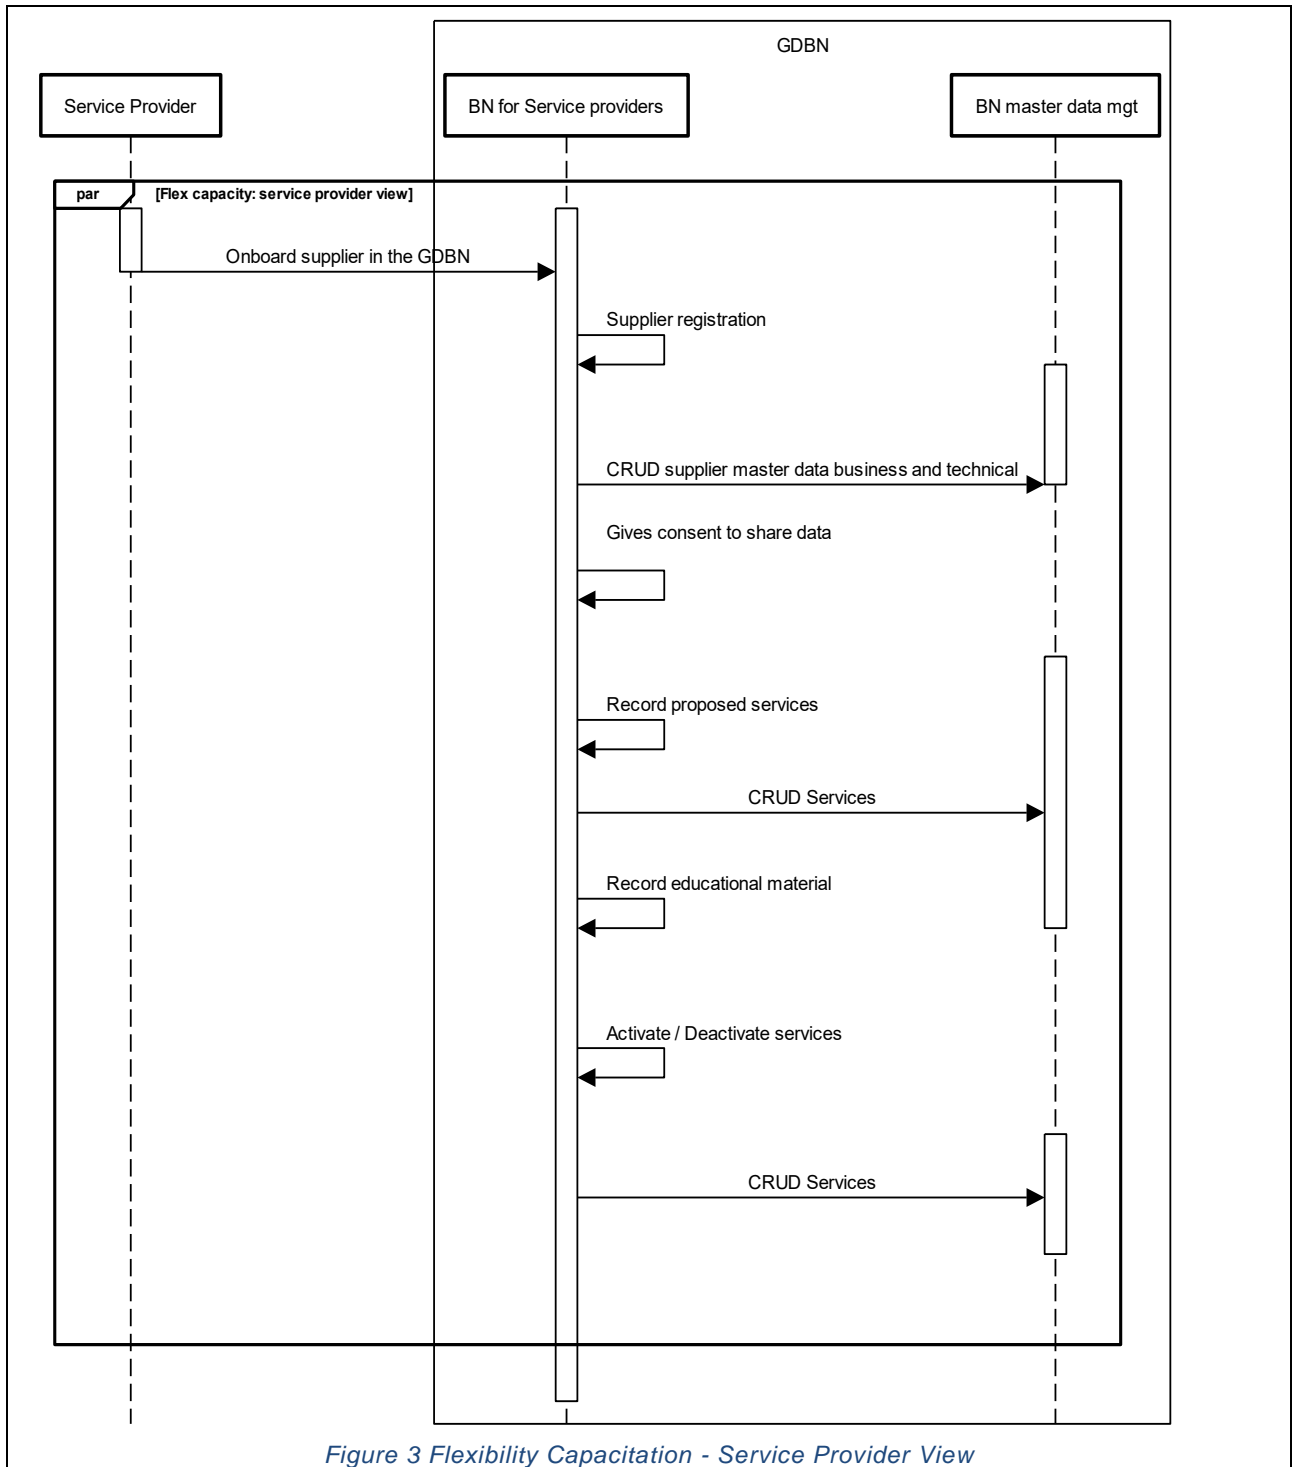 GDBN
Service Provider
BN for Service providers
BN master data mgt
par
[Flex capacity: service provider view]
Onboard supplier in the GDBN
Supplier registration
CRUD supplier master data business and technical
Gives consent to share data
Record proposed services
CRUD Services
Record educational material
Activate / Deactivate services
CRUD Services
Figure 3 Flexibility Capacitation - Service Provider View